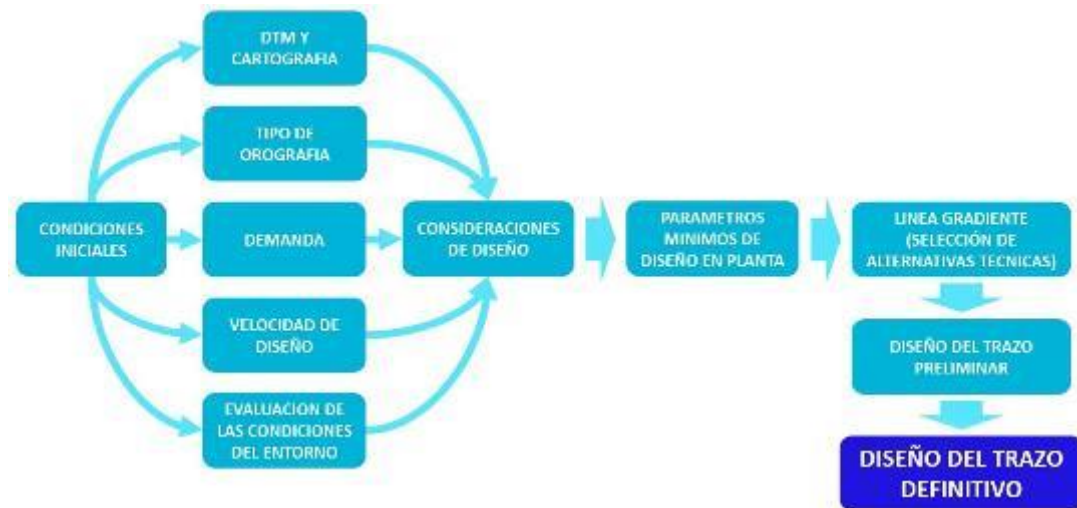 DTM Y
CARTOGRAFIA
TIPO DE
OROGRAFIA
CONDICIONES
INICIALES
DEMANDA
CONSIDERACIONES
DE DISEÑO
PARAMETROS
MINIMOS DE
DISEÑO EN PLANTA
LINEA GRADIENTE
(SELECCIÓN DE
ALTERNATIVAS TECNICAS)
VELOCIDAD DE
DISEÑO
DISEÑO DEL TRAZO
PRELIMINAR
EVALUACION DE
LAS CONDICIONES
DEL ENTORNO
DISEÑO DEL TRAZO
DEFINITIVO